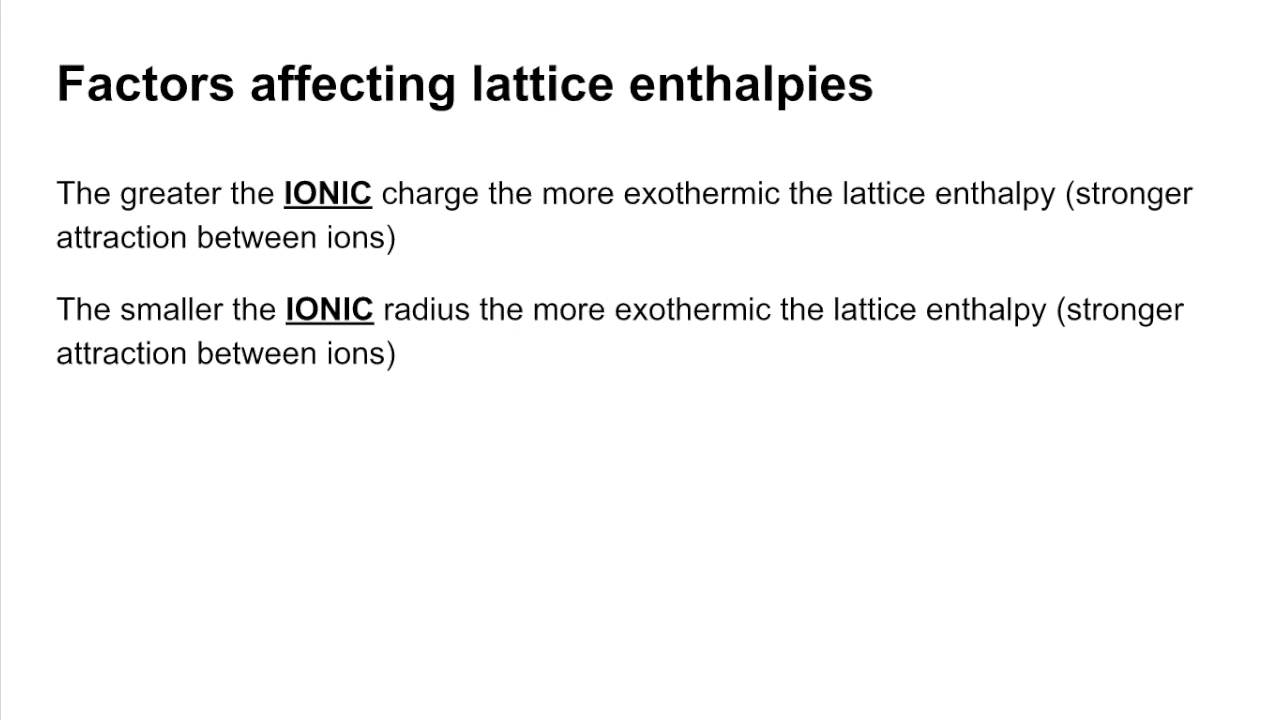 Factors affecting lattice enthalpies
The greater the IONIC charge the more exothermic the lattice enthalpy (stronger
attraction between ions)
The smaller the IONIC radius the more exothermic the lattice enthalpy (stronger
attraction between ions)